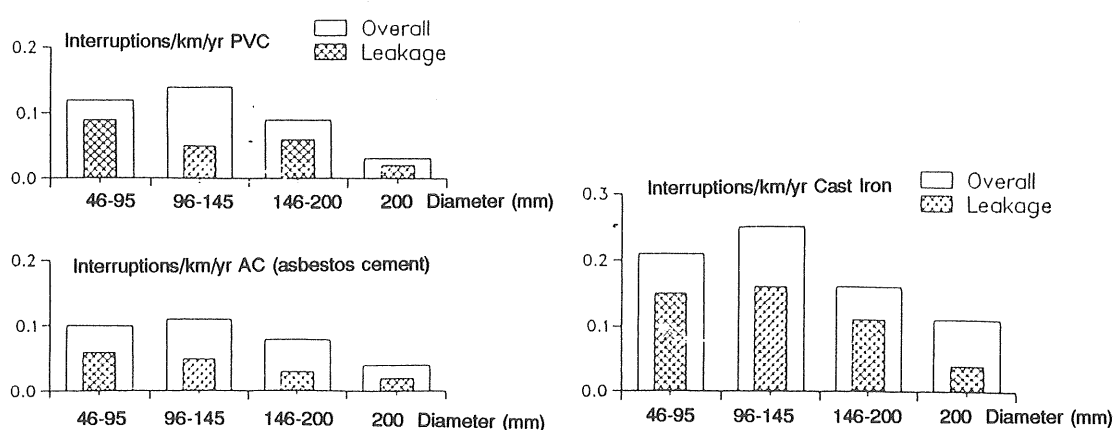 Interruptions/km/yr PVC
Overall
Leakage
0.2
0.1
0.0
46-95 96-145 146-200 200 Diameter (mm)
Interruptions/km/yr AC (asbestos cement)
0.2
0.1
0.0
46-95 96-145 146-200 200 Diameter (mm)
Interruptions/km/yr Cast Iron
Overall
Leakage
0.3
0.2
0.1
0.0
46-95 96-145 146-200 200 Diameter (mm)